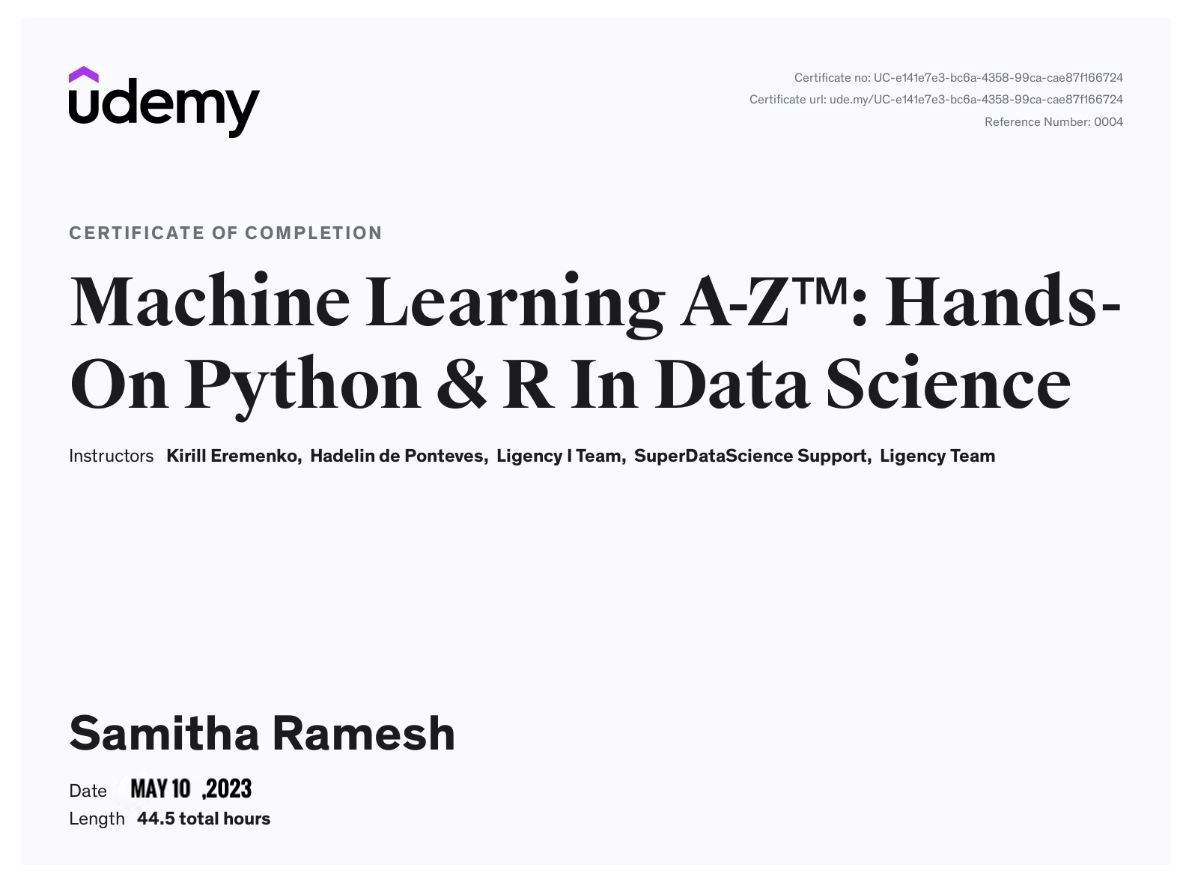 udemy
Certificate no: UC-e141e7e3-bc6a-4358-99ca-cae87f166724
Certificate url: ude.my/UC-e141e7e3-bc6a-4358-99ca-cae87f166724
Reference Number: 0004
CERTIFICATE OF COMPLETION
Machine Learning A-Z™: Hands-
On Python & R In Data Science
Instructors Kirill Eremenko, Hadelin de Ponteves, Ligency I Team, SuperDataScience Support, Ligency Team
Samitha Ramesh
Date MAY 10 ,2023
Length 44.5 total hours